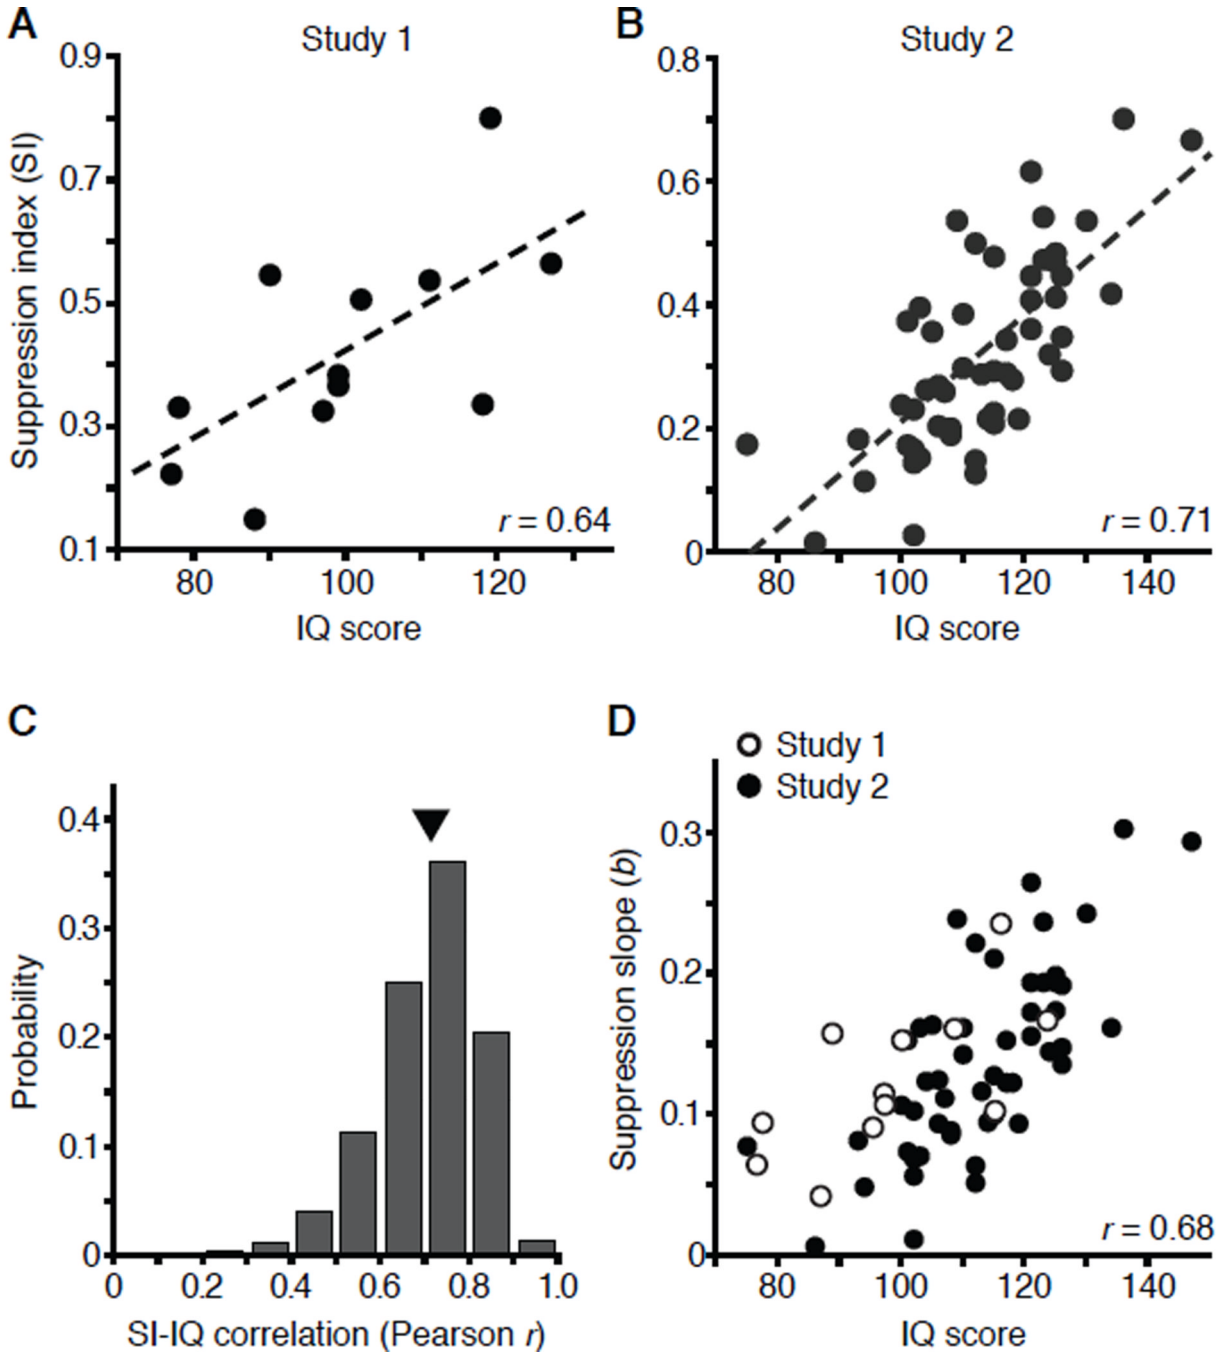 A
Study 1
Suppression index (SI)
0.9
0.7
0.5
0.3
0.1
r = 0.64
80 100 120
IQ score
B
Study 2
0.8
0.6
0.4
0.2
0
r = 0.71
80 100 120 140
IQ score
C
Probability
0.4
0.3
0.2
0.1
0
0 0.2 0.4 0.6 0.8 1.0
SI-IQ correlation (Pearson r)
D
Study 1
Study 2
Suppression slope (b)
0.3
0.2
0.1
0
r = 0.68
80 100 120 140
IQ score